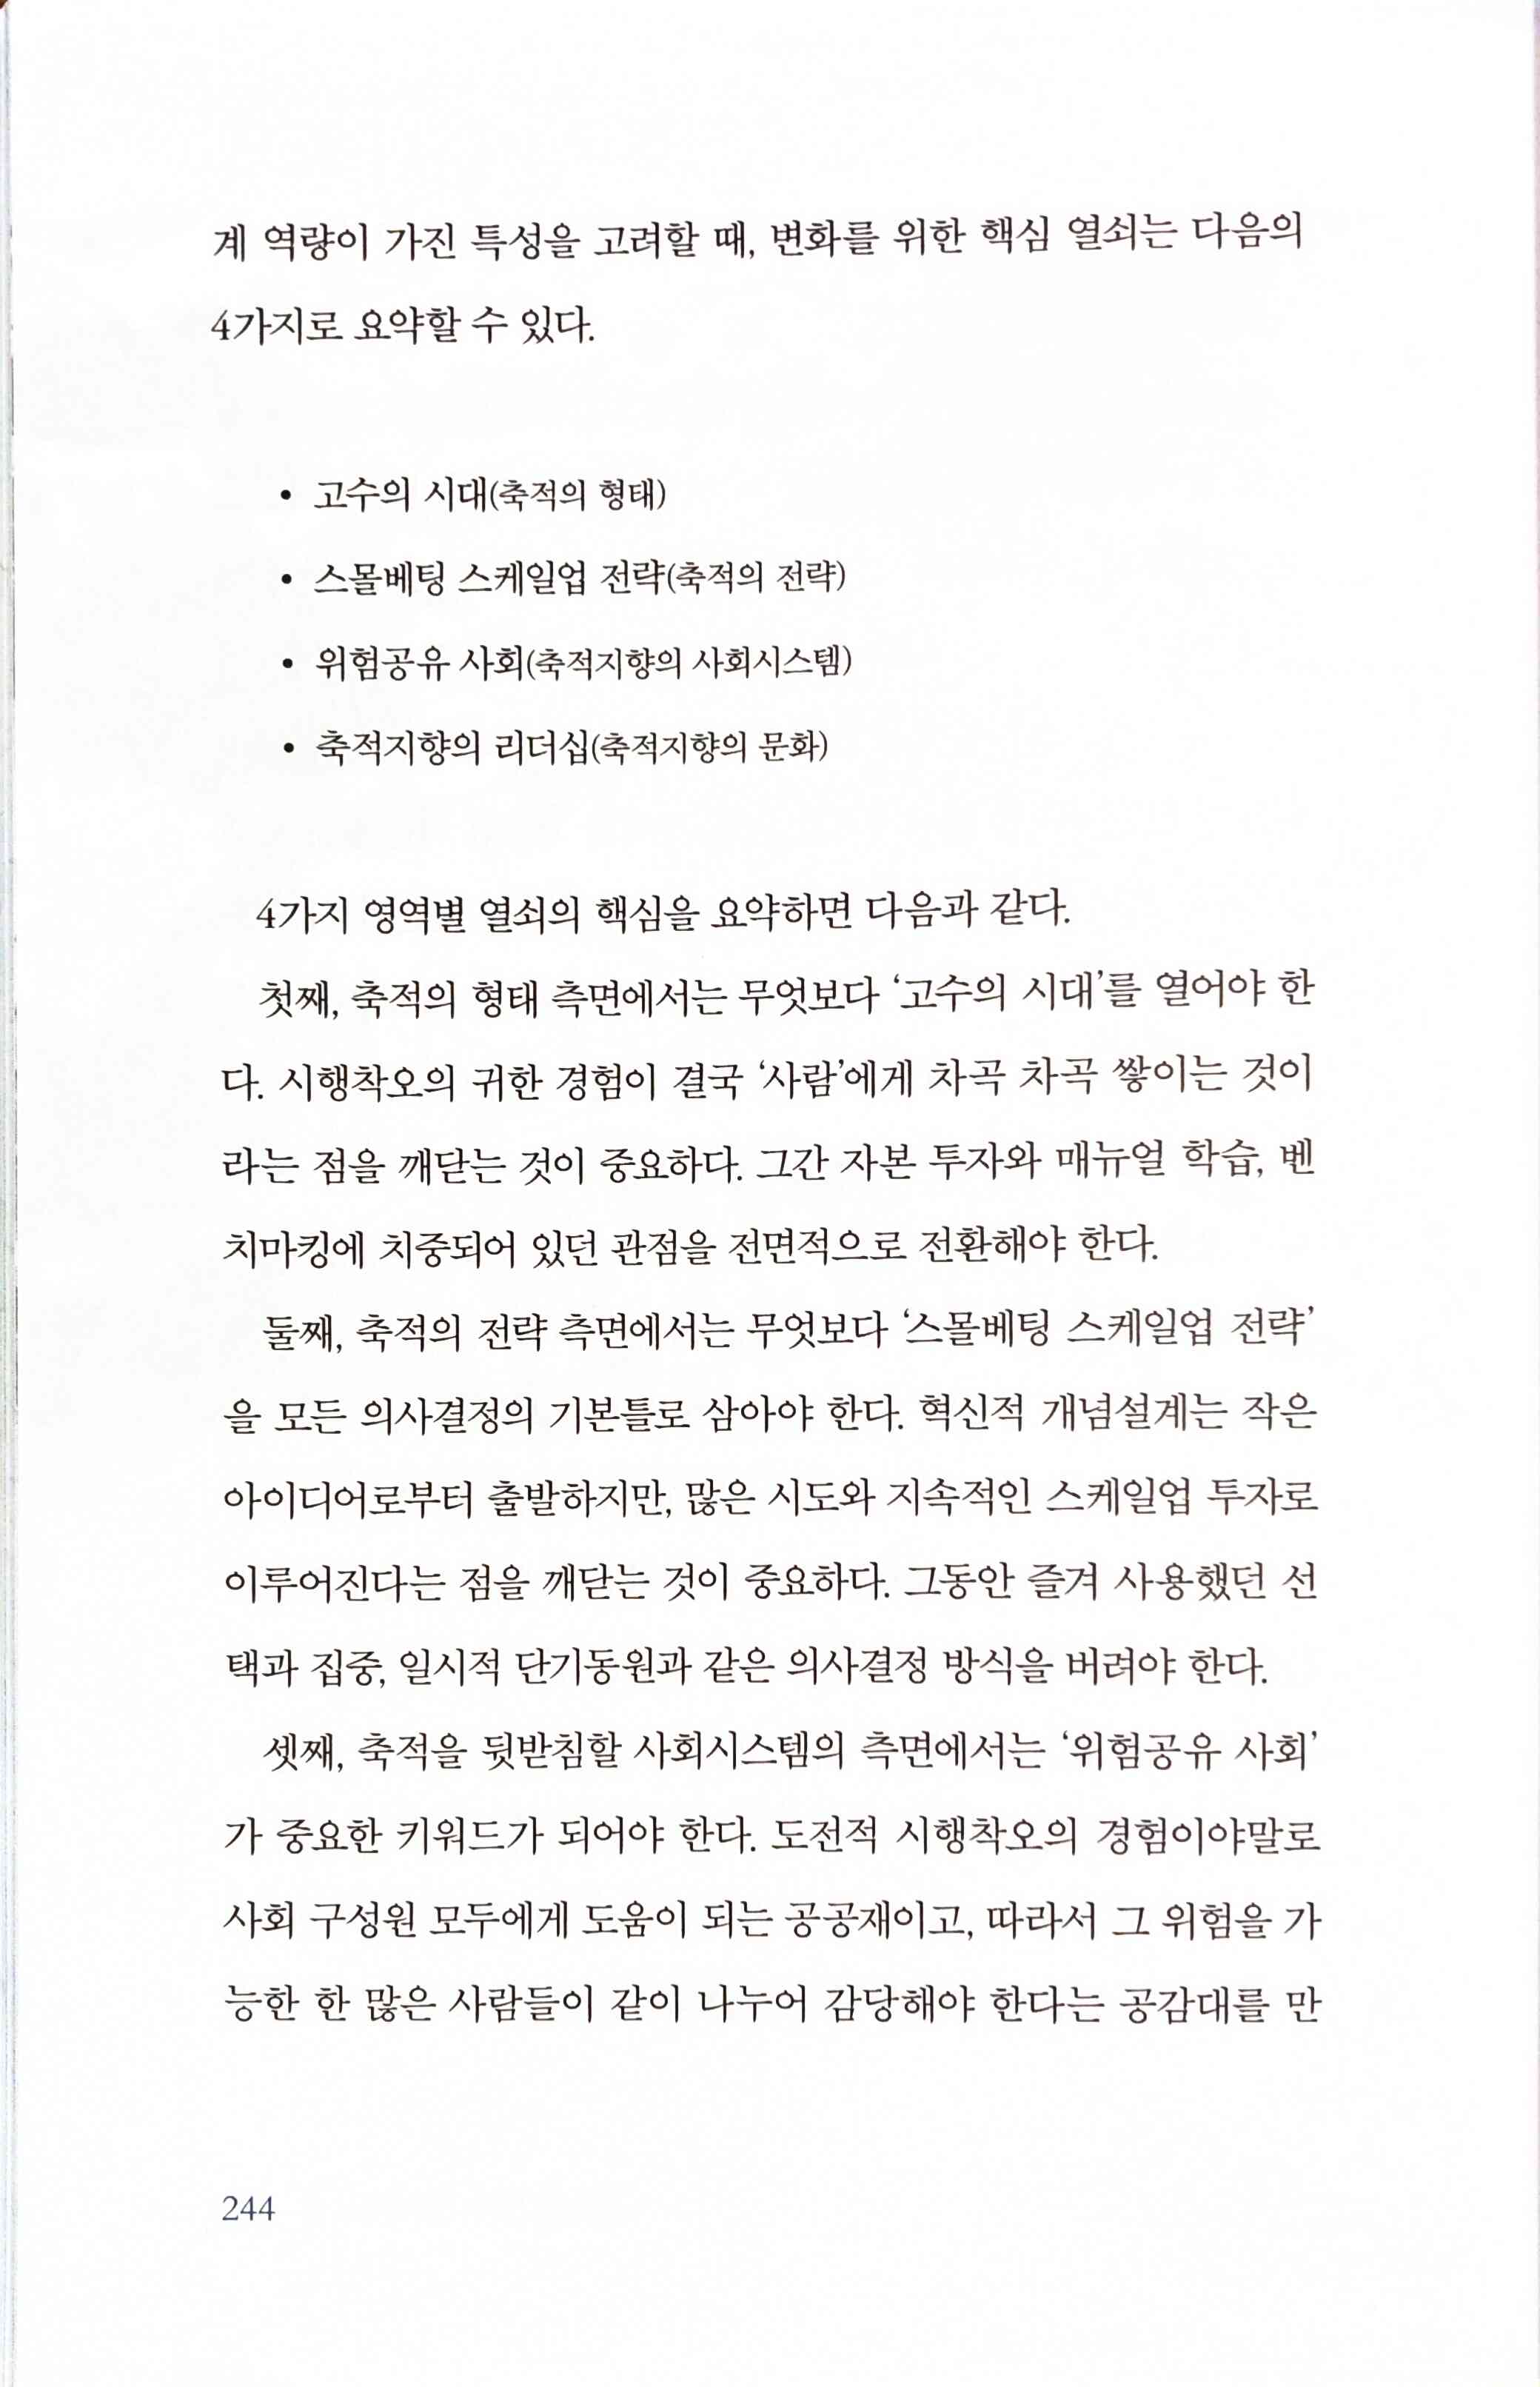 계 역량이 가진 특성을 고려할 때, 변화를 위한 핵심 열쇠는 다음의
4가지로 요약할 수 있다.
• 고수의 시대(축적의 형태)
• 스몰베팅 스케일업 전략(축적의 전략)
• 위험공유 사회(축적지향의 사회시스템)
• 축적지향의 리더십(축적지향의 문화)
4가지 영역별 열쇠의 핵심을 요약하면 다음과 같다.
첫째, 축적의 형태 측면에서는 무엇보다 ‘고수의 시대’를 열어야 한
다. 시행착오의 귀한 경험이 결국 ‘사람’에게 차곡 차곡 쌓이는 것이
라는 점을 깨닫는 것이 중요하다. 그간 자본 투자와 매뉴얼 학습, 벤
치마킹에 치중되어 있던 관점을 전면적으로 전환해야 한다.
둘째, 축적의 전략 측면에서는 무엇보다 ‘스몰베팅 스케일업 전략’
을 모든 의사결정의 기본틀로 삼아야 한다. 혁신적 개념설계는 작은
아이디어로부터 출발하지만, 많은 시도와 지속적인 스케일업 투자로
이루어진다는 점을 깨닫는 것이 중요하다. 그동안 즐겨 사용했던 선
택과 집중, 일시적 단기동원과 같은 의사결정 방식을 버려야 한다.
셋째, 축적을 뒷받침할 사회시스템의 측면에서는 ‘위험공유 사회’
가 중요한 키워드가 되어야 한다. 도전적 시행착오의 경험이야말로
사회 구성원 모두에게 도움이 되는 공공재이고, 따라서 그 위험을 가
능한 한 많은 사람들이 같이 나누어 감당해야 한다는 공감대를 만
244